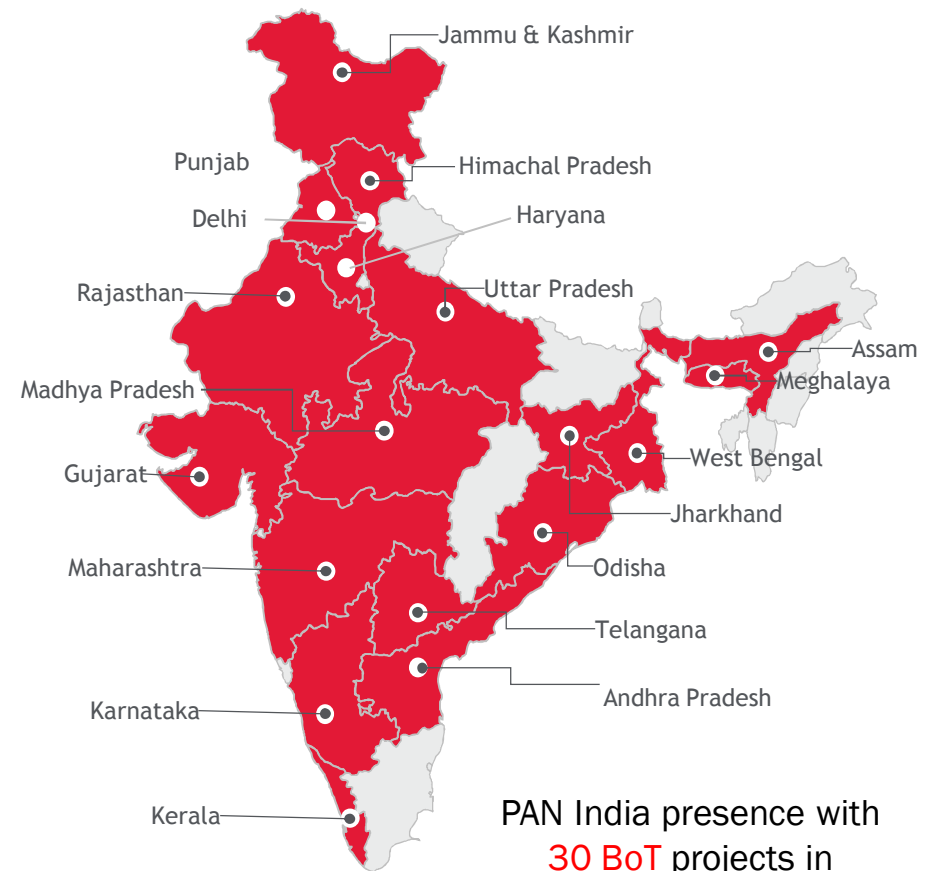 Jammu & Kashmir
Punjab
Himachal Pradesh
Delhi
Haryana
Rajasthan
Uttar Pradesh
Assam
Madhya Pradesh
Meghalaya
Gujarat
West Bengal
Jharkhand
Maharashtra
Odisha
Telangana
Andhra Pradesh
Karnataka
Kerala
PAN India presence with
30 BoT projects in